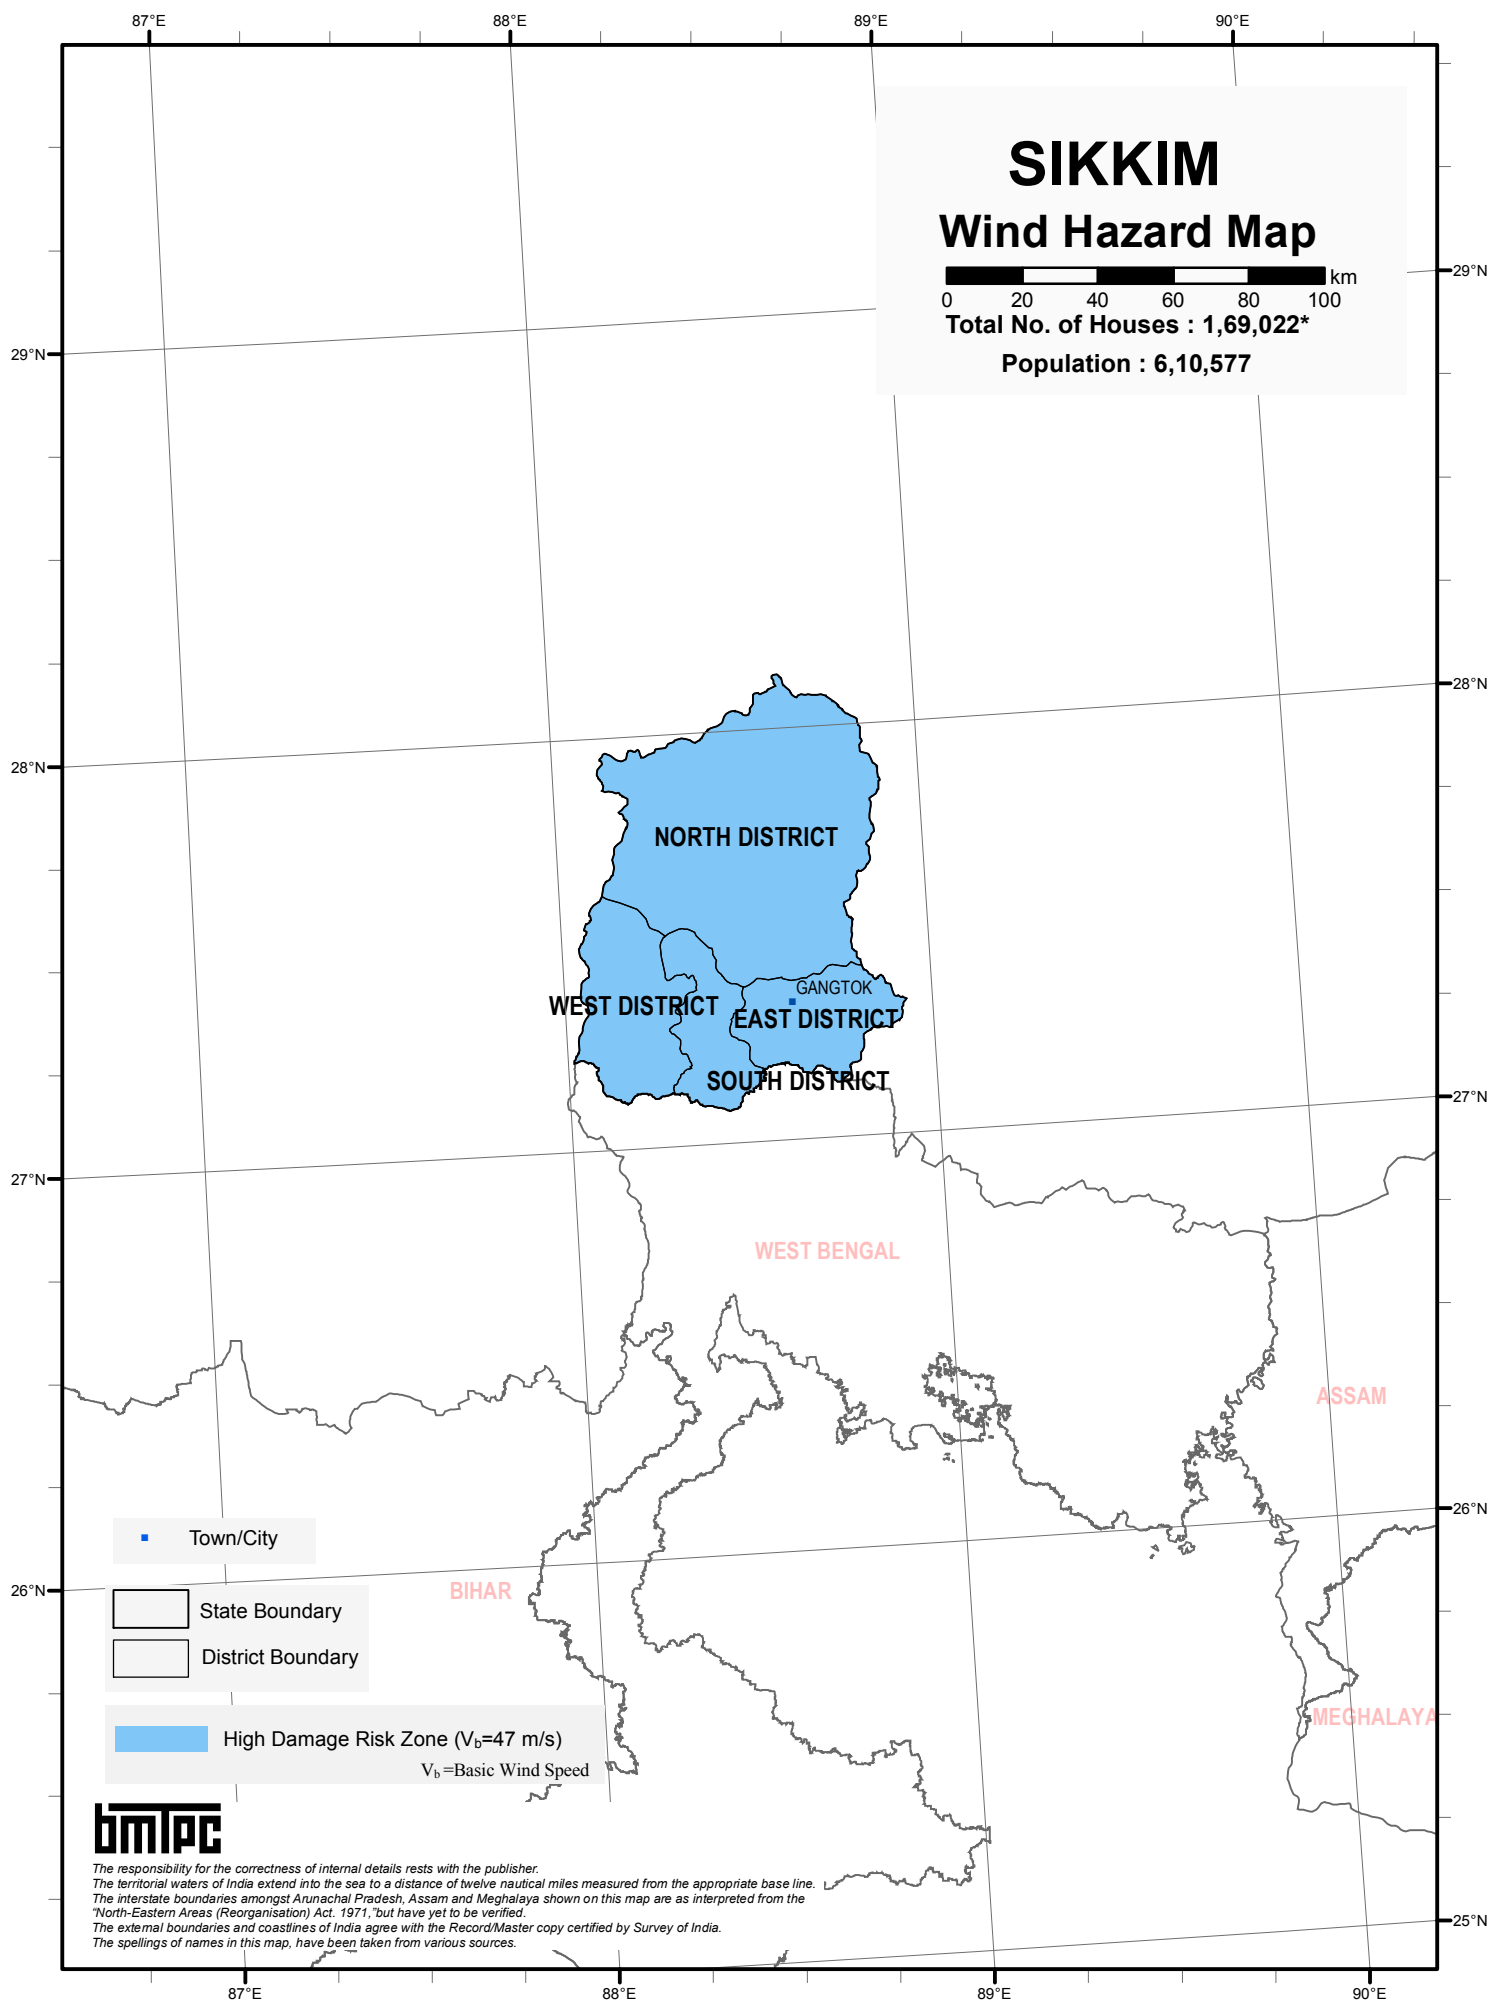 87°E 88°E 89°E 90°E
SIKKIM
Wind Hazard Map
km
0 20 40 60 80 100
Total No. of Houses : 1,69,022*
Population : 6,10,577
29°N
29°N
28°N
28°N
NORTH DISTRICT
GANGTOK
WEST DISTRICT
EAST DISTRICT
SOUTH DISTRICT
27°N
27°N
WEST BENGAL
ASSAM
26°N
Town/City
26°N
BIHAR
State Boundary
District Boundary
MEGHALAYA
High Damage Risk Zone (Vb=47 m/s)
Vb =Basic Wind Speed
bmTpc
The responsibility for the correctness of internal details rests with the publisher.
The territorial waters of India extend into the sea to a distance of twelve nautical miles measured from the appropriate base line.
The interstate boundaries amongst Arunachal Pradesh, Assam and Meghalaya shown on this map are as interpreted from the
“North-Eastern Areas (Reorganisation) Act. 1971,”but have yet to be verified.
The external boundaries and coastlines of India agree with the Record/Master copy certified by Survey of India.
The spellings of names in this map, have been taken from various sources.
25°N
87°E 88°E 89°E 90°E